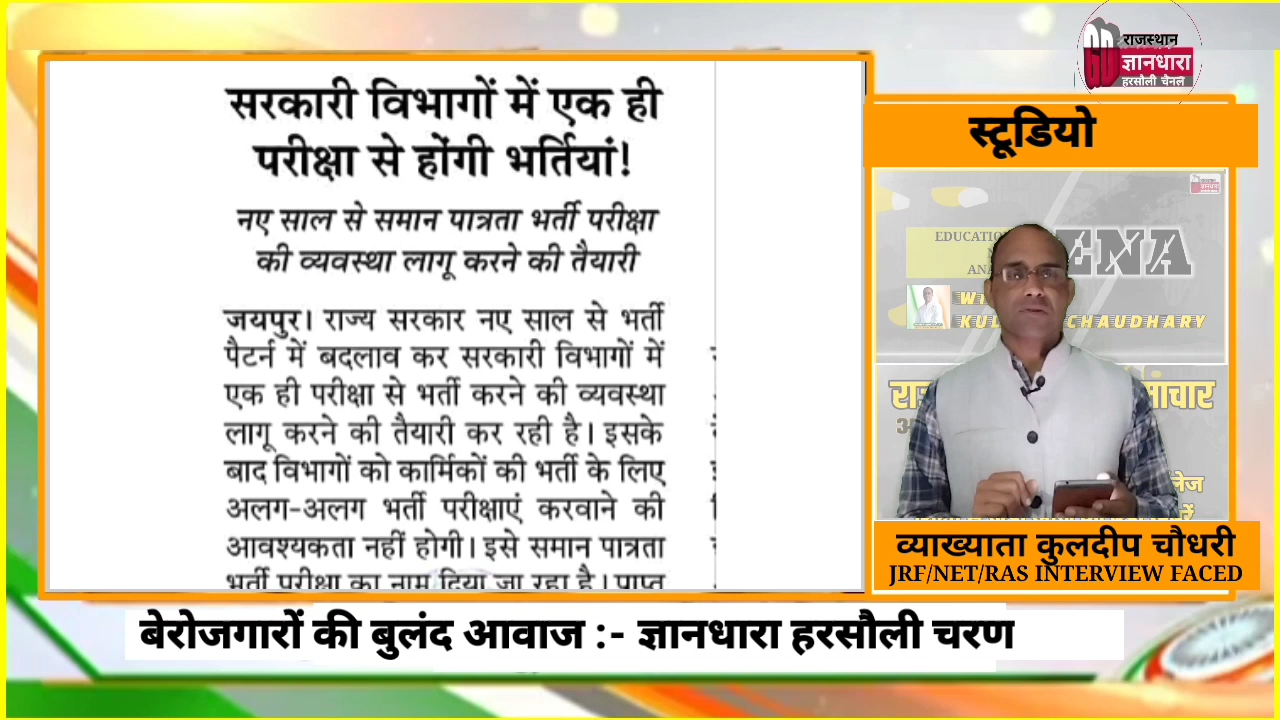 राजस्थान
ज्ञानधारा
हरसौली चैनल
सरकारी विभागों में एक ही
परीक्षा से होंगी भर्तियां!
नए साल से समान पात्रता भर्ती परीक्षा
की व्यवस्था लागू करने की तैयारी
जयपुर। राज्य सरकार नए साल से भर्ती
पैटर्न में बदलाव कर सरकारी विभागों में
एक ही परीक्षा से भर्ती करने की व्यवस्था
लागू करने की तैयारी कर रही है। इसके
बाद विभागों को कार्मिकों की भर्ती के लिए
अलग-अलग भर्ती परीक्षाएं करवाने की
आवश्यकता नहीं होगी। इसे समान पात्रता
भर्ती परीक्षा का नाम दिया जा रहा है। प्राप्त
स्टूडियो
CHAUDHARY
व्याख्याता कुलदीप चौधरी
JRF/NET/RAS INTERVIEW FACED
बेरोजगारों की बुलंद आवाज :- ज्ञानधारा हरसौली चरण